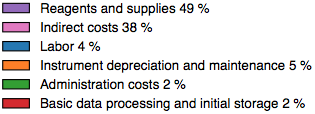 Reagents and supplies 49 %
Indirect costs 38 %
Labor 4 %
Instrument depreciation and maintenance 5 %
Administration costs 2 %
Basic data processing and initial storage 2 %